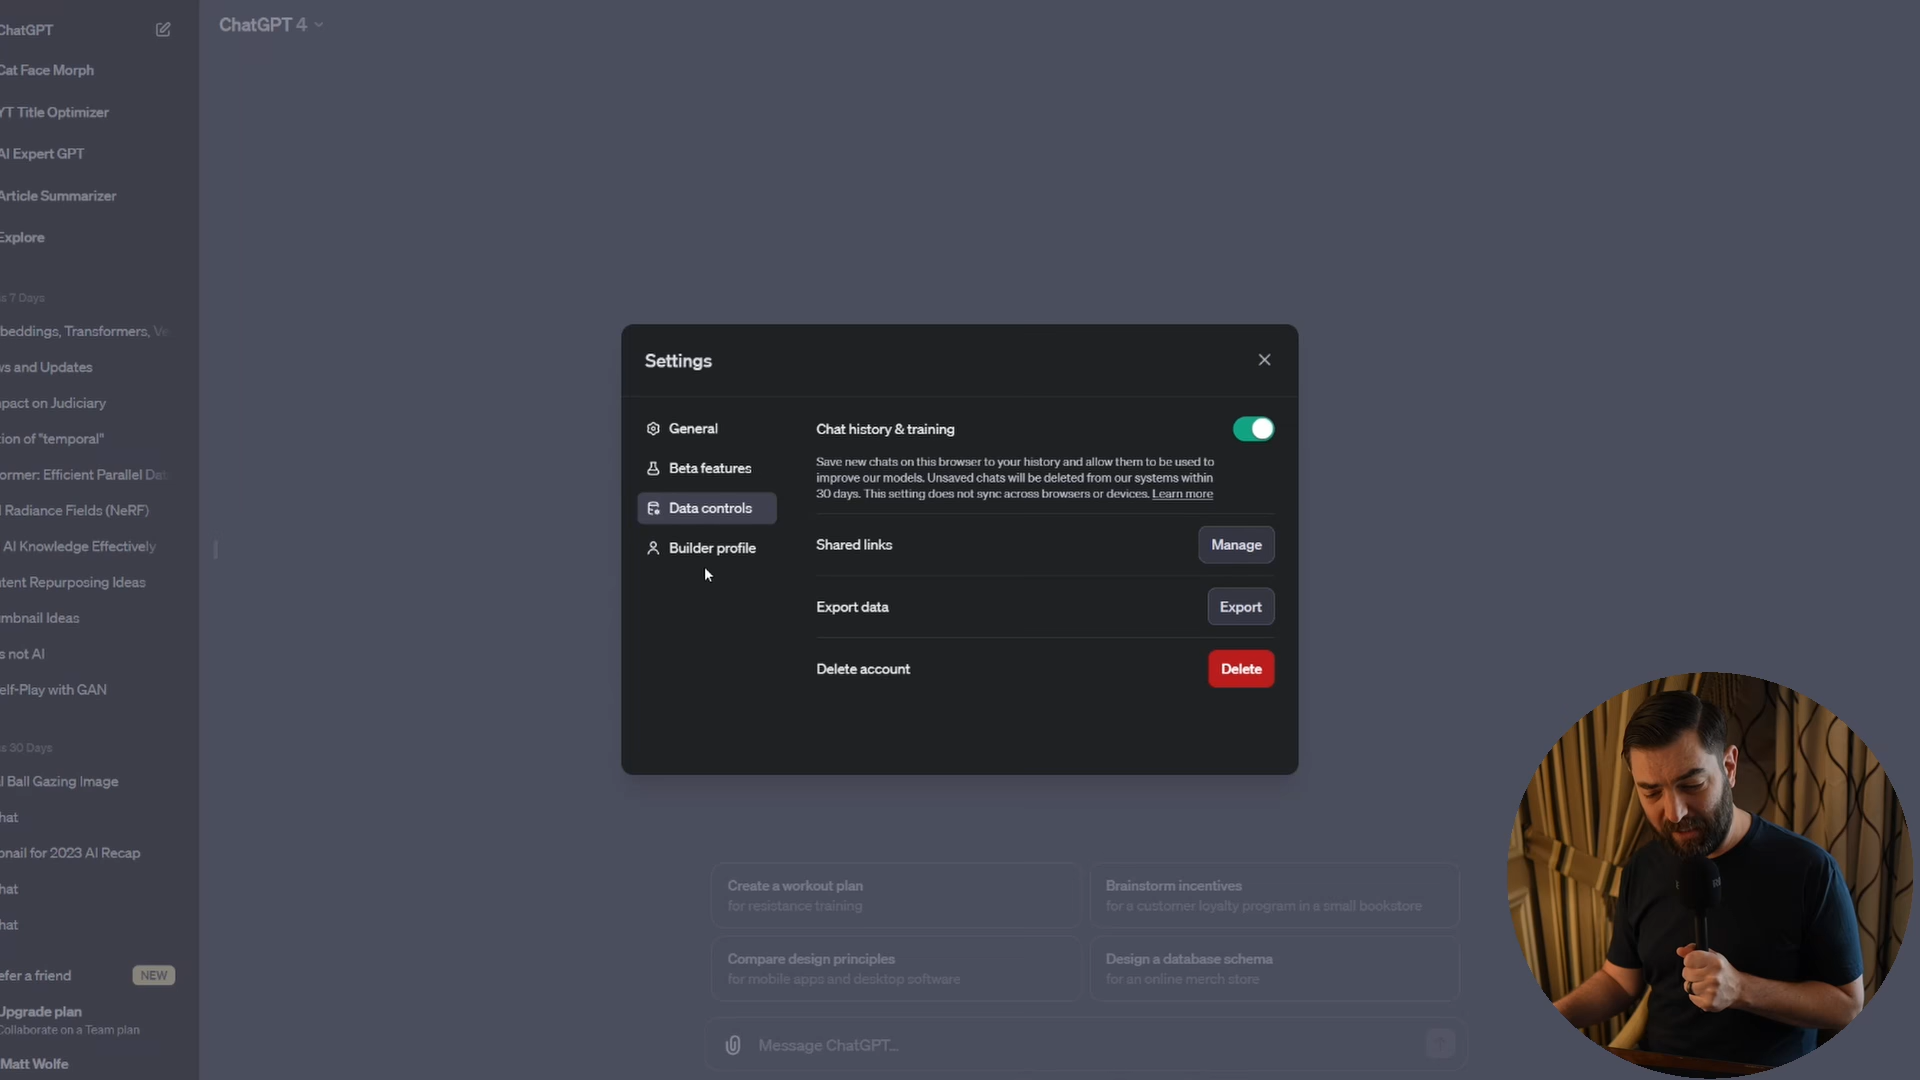 ChatGPT
Cat Face Morph
YT Title Optimizer
AI Expert GPT
Article Summarizer
Explore
s 7 Days
beddings, Transformers, Ve
ws and Updates
pact on Judiciary
ion of "temporal"
ormer: Efficient Parallel Dat
l Radiance Fields (NeRF)
AI Knowledge Effectively
tent Repurposing Ideas
mbnail Ideas
s not AI
elf-Play with GAN
s 30 Days
l Ball Gazing Image
hat
bnail for 2023 AI Recap
hat
hat
efer a friend NEW
Upgrade plan
Collaborate on a Team plan
Matt Wolfe
ChatGPT 4
Settings
General
Beta features
Data controls
Builder profile
Chat history & training
Save new chats on this browser to your history and allow them to be used to
improve our models. Unsaved chats will be deleted from our systems within
30 days. This setting does not sync across browsers or devices. Learn more
Shared links Manage
Export data Export
Delete account Delete
Create a workout plan
for resistance training
Brainstorm incentives
for a customer loyalty program in a small bookstore
Compare design principles
for mobile apps and desktop software
Design a database schema
for an online merch store
Message ChatGPT...